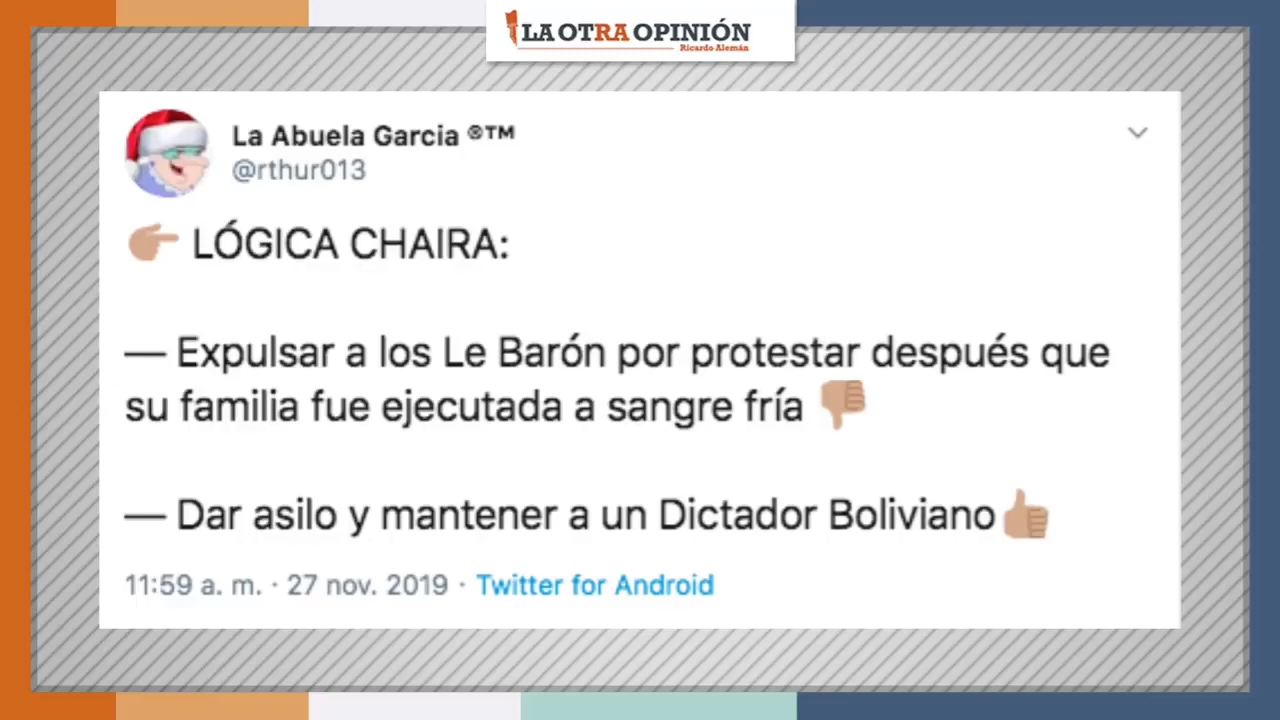 LA OTRA OPINIÓN
Ricardo Alemán
La Abuela Garcia ®™
@rthur013
👉🏼 LÓGICA CHAIRA:
— Expulsar a los Le Barón por protestar después que
su familia fue ejecutada a sangre fría 👎🏼
— Dar asilo y mantener a un Dictador Boliviano👍🏼
11:59 a. m. · 27 nov. 2019 · Twitter for Android